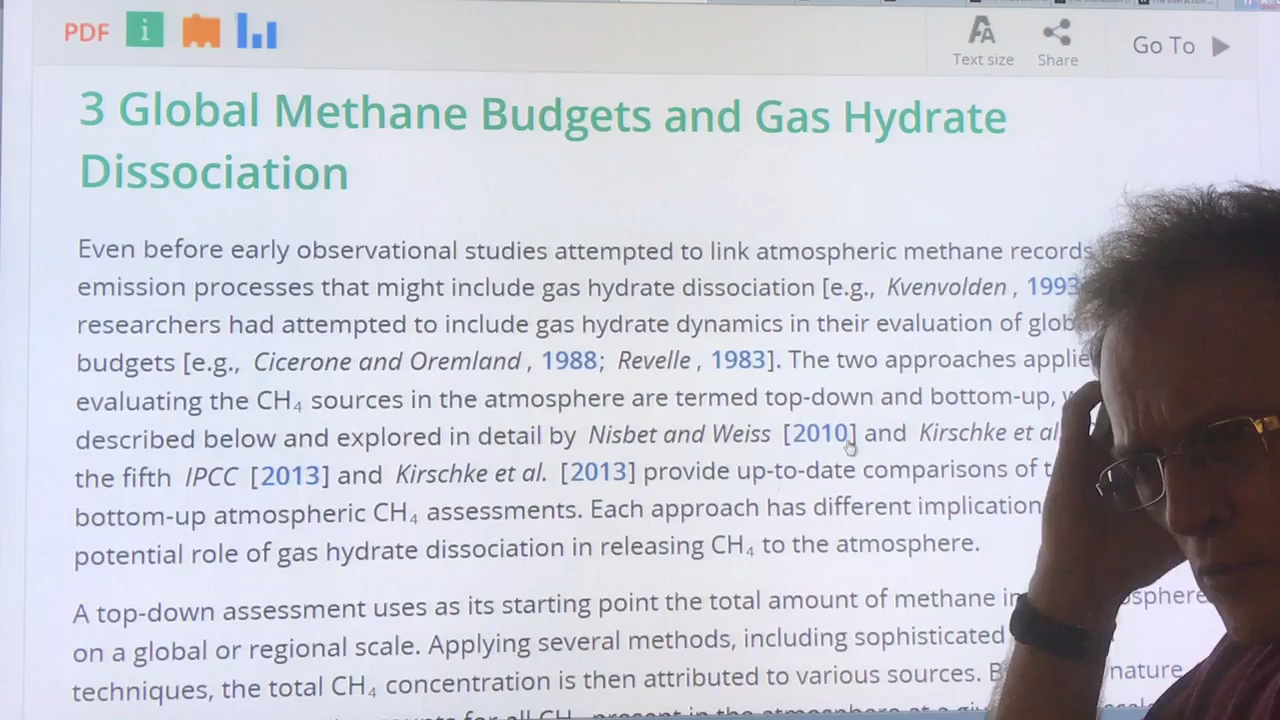 PDF
Text size
Share
Go To
3 Global Methane Budgets and Gas Hydrate
Dissociation
Even before early observational studies attempted to link atmospheric methane records
emission processes that might include gas hydrate dissociation [e.g., Kvenvolden, 1993
researchers had attempted to include gas hydrate dynamics in their evaluation of
budgets [e.g., Cicerone and Oremland, 1988; Revelle, 1983]. The two approaches
evaluating the CH₄ sources in the atmosphere are termed top-down and bottom-up,
described below and explored in detail by Nisbet and Weiss [2010] and Kirschke et al
the fifth IPCC [2013] and Kirschke et al. [2013] provide up-to-date comparisons of
bottom-up atmospheric CH₄ assessments. Each approach has different
potential role of gas hydrate dissociation in releasing CH₄ to the atmosphere.
A top-down assessment uses as its starting point the total amount of methane
on a global or regional scale. Applying several methods, including sophisticated
techniques, the total CH₄ concentration is then attributed to various sources. nature
for all CH₄ present in the atmosphere at a